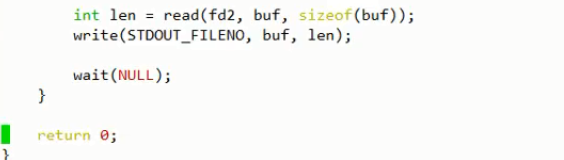 int len = read(fd2, buf, sizeof(buf));
write(STDOUT_FILENO, buf, len);
wait(NULL);
}
return 0;
}